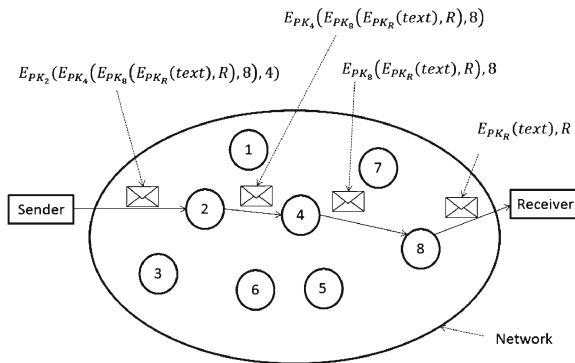 E_{PK_4}(E_{PK_8}(E_{PK_R}(text), R), 8)
E_{PK_2}(E_{PK_4}(E_{PK_8}(E_{PK_R}(text), R), 8), 4)
E_{PK_8}(E_{PK_R}(text), R), 8
E_{PK_R}(text), R
1
7
Sender
2
4
8
Receiver
3
6
5
Network